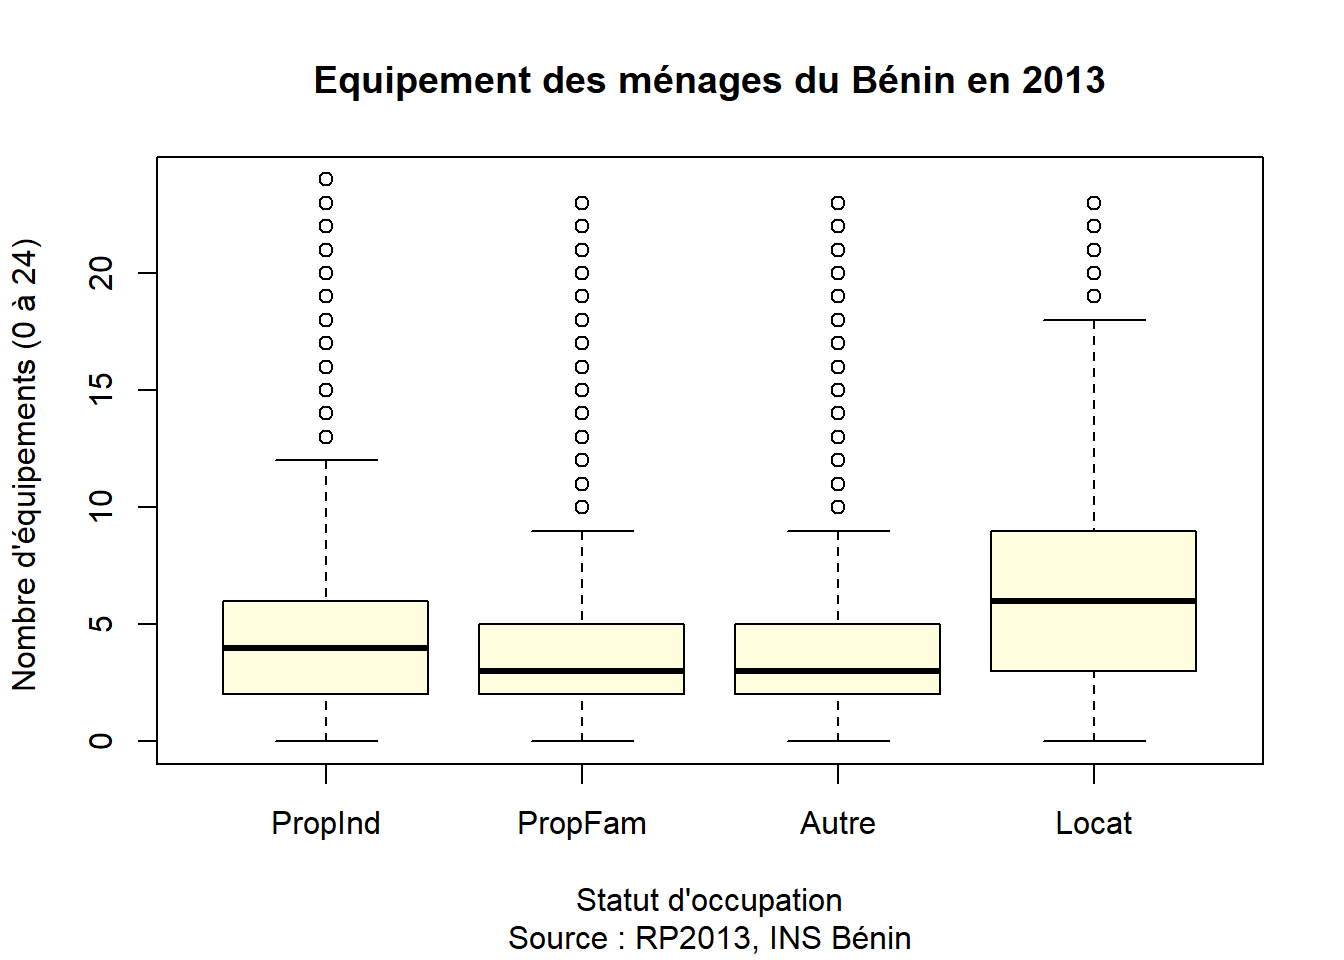 Equipement des ménages du Bénin en 2013
Nombre d'équipements (0 à 24)
20
15
10
5
0
PropInd PropFam Autre Locat
Statut d'occupation
Source : RP2013, INS Bénin